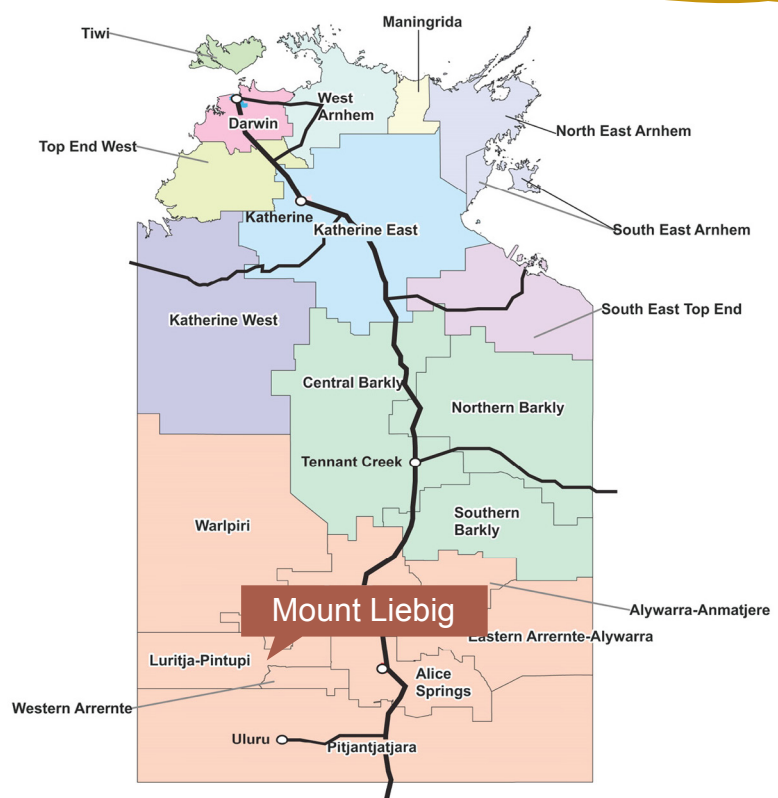 Maningrida
Tiwi
West
Arnhem
Darwin
North East Arnhem
Top End West
Katherine
Katherine East
South East Arnhem
South East Top End
Katherine West
Central Barkly
Northern Barkly
Tennant Creek
Southern
Barkly
Warlpiri
Mount Liebig
Alywarra-Anmatjere
Eastern Arrernte-Alywarra
Luritja-Pintupi
Alice
Springs
Western Arrernte
Uluru
Pitjantjatjara